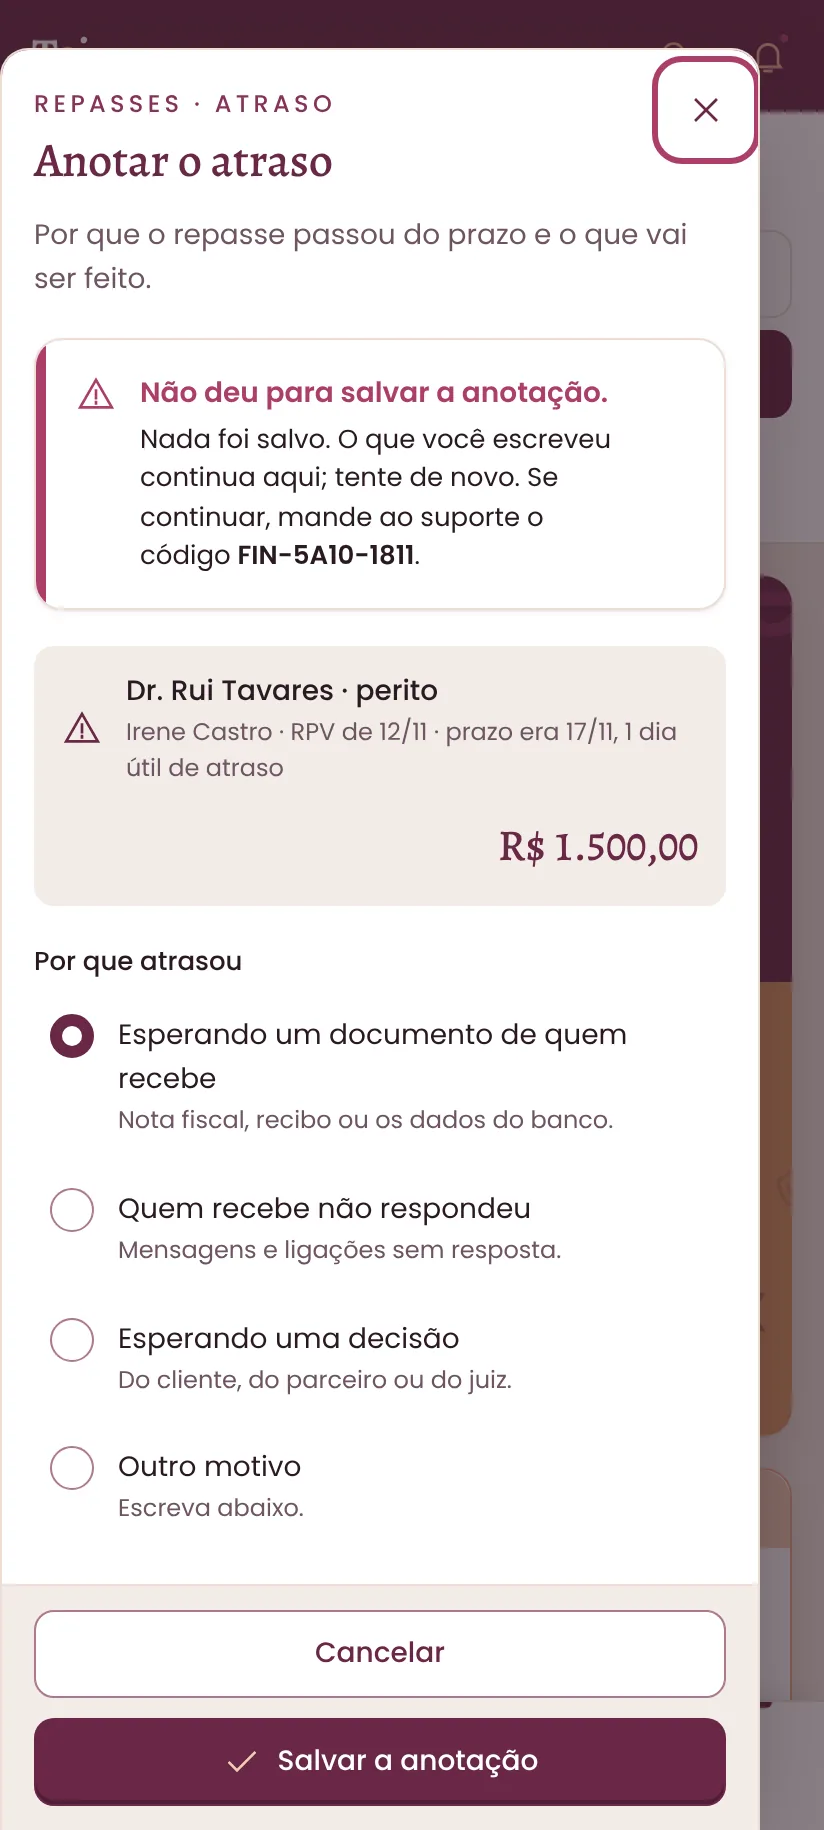 REPASSES · ATRASO
Anotar o atraso
Por que o repasse passou do prazo e o que vai
ser feito.
Não deu para salvar a anotação.
Nada foi salvo. O que você escreveu
continua aqui; tente de novo. Se
continuar, mande ao suporte o
código FIN-5A10-1811.
Dr. Rui Tavares · perito
Irene Castro · RPV de 12/11 · prazo era 17/11, 1 dia
útil de atraso
R$ 1.500,00
Por que atrasou
Esperando um documento de quem
recebe
Nota fiscal, recibo ou os dados do banco.
Quem recebe não respondeu
Mensagens e ligações sem resposta.
Esperando uma decisão
Do cliente, do parceiro ou do juiz.
Outro motivo
Escreva abaixo.
Cancelar
Salvar a anotação